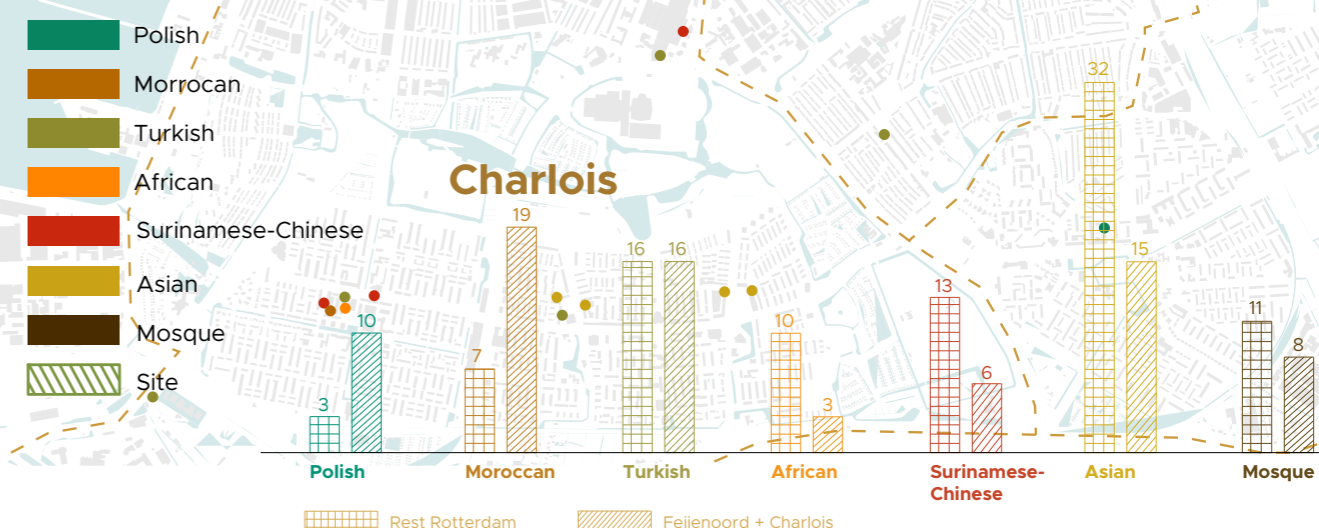 Polish
Morrocan
Turkish
African
Surinamese-Chinese
Asian
Mosque
Site
Charlois
3
10
7
19
16
16
10
3
13
6
32
15
11
8
Polish
Moroccan
Turkish
African
Surinamese-
Chinese
Asian
Mosque
Rest Rotterdam
Feijenoord + Charlois